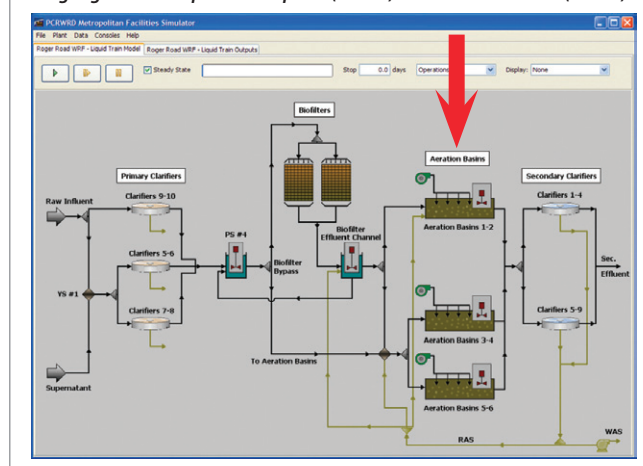 PCRWRD Metropolitan Facilities Simulator
File Plant Data Consoles Help
Roger Road WRF - Liquid Train Model Roger Road WRF - Liquid Train Outputs
Steady State Stop 0.0 days Operations Display: None
Biofilters
Aeration Basins
Primary Clarifiers
Secondary Clarifiers
Clarifiers 9-10
Clarifiers 1-4
Raw Influent
PS #4
Biofilter
Effluent Channel
Aeration Basins 1-2
Clarifiers 5-6
Biofilter
Bypass
Sec.
Effluent
YS #1
Clarifiers 7-8
Clarifiers 5-9
Aeration Basins 3-4
To Aeration Basins
Supernatant
Aeration Basins 5-6
RAS
WAS